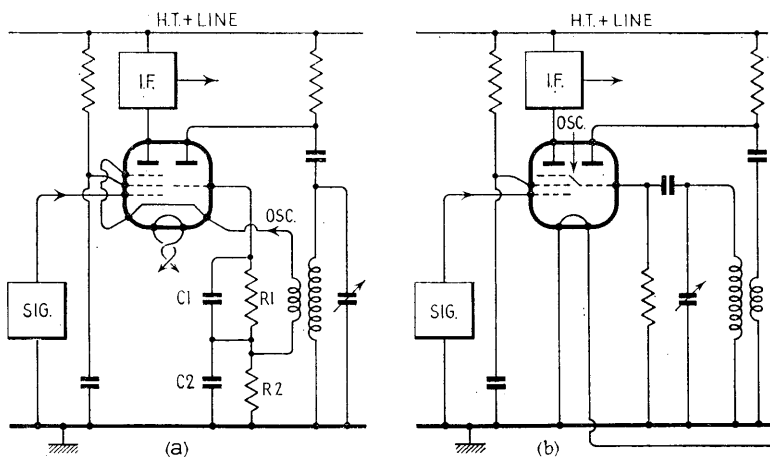 H.T.+ LINE
I.F.
OSC.
SIG.
C1
R1
C2
R2
(a)
H.T.+ LINE
I.F.
OSC.
SIG.
(b)